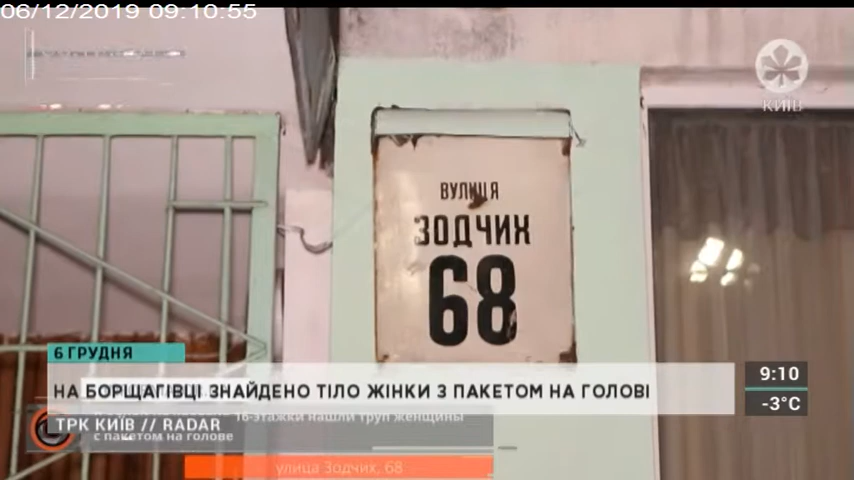 06/12/2019 09:10:55
КИЇВ
ВУЛИЦЯ
ЗОДЧИХ
68
6 ГРУДНЯ
НА БОРЩАГІВЦІ ЗНАЙДЕНО ТІЛО ЖІНКИ З ПАКЕТОМ НА ГОЛОВІ
9:10
-3°C
16-этажки нашли труп женщины
ТРК КИЇВ // RADAR
с пакетом на голове
улица Зодчих, 68